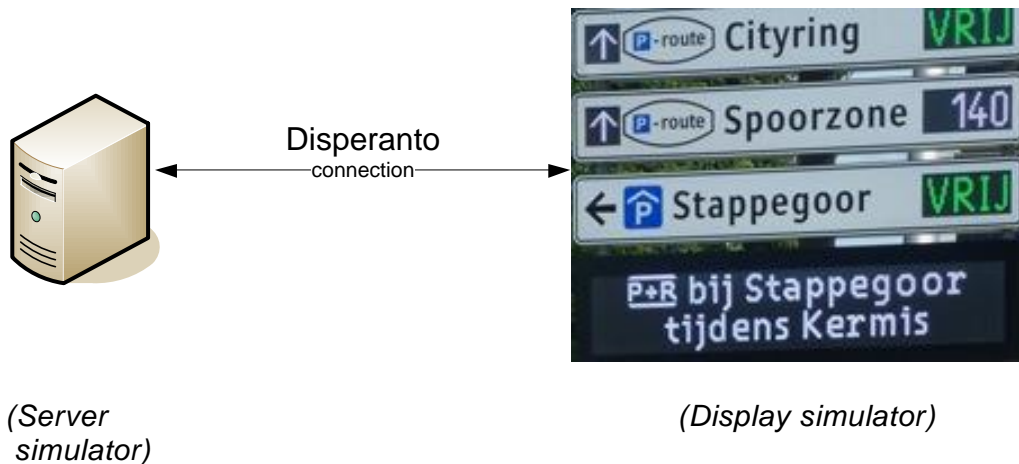 P-route Cityring VRIJ
P-route Spoorzone 140
P Stappegoor VRIJ
P+R bij Stappegoor
tijdens Kermis
Disperanto
connection
(Server
simulator)
(Display simulator)